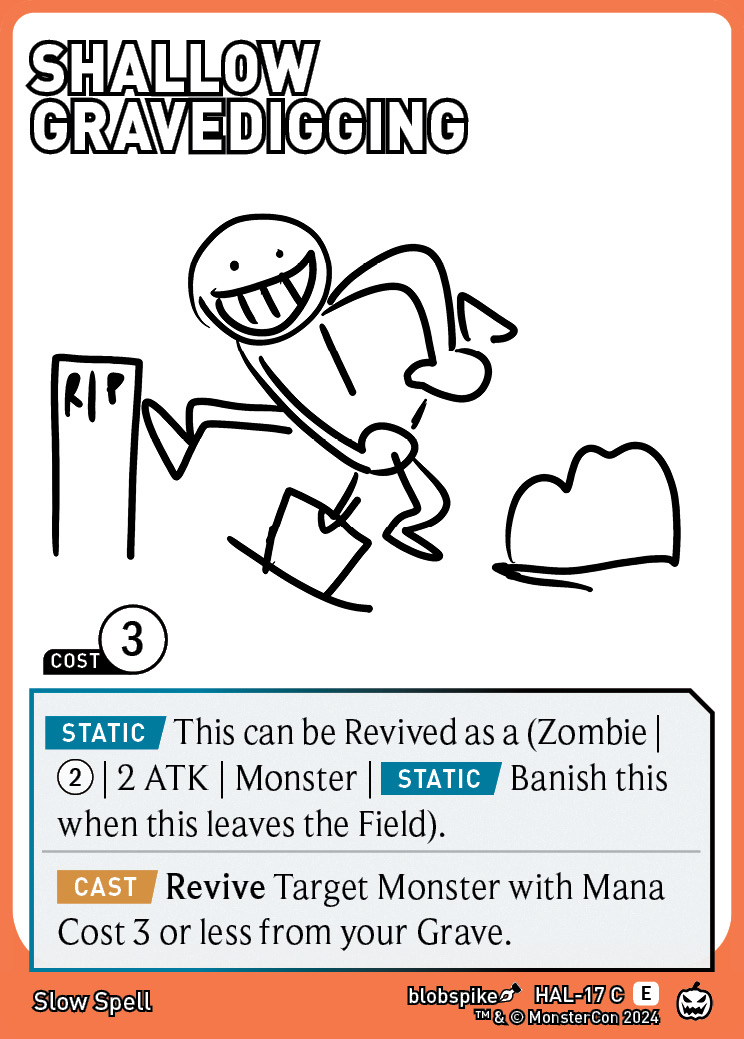 SHALLOW
GRAVEDIGGING
RIP
COST 3
STATIC This can be Revived as a (Zombie |
2 | 2 ATK | Monster | STATIC Banish this
when this leaves the Field).
CAST Revive Target Monster with Mana
Cost 3 or less from your Grave.
Slow Spell
blobspike HAL-17 C E
™ & © MonsterCon 2024